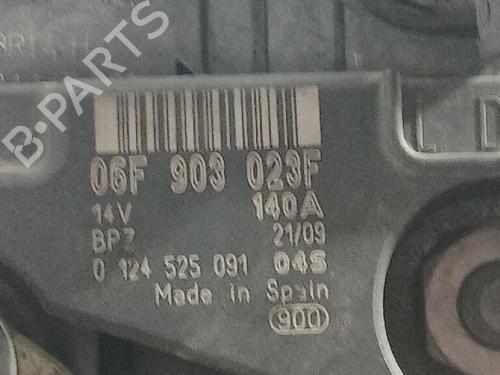 B-PARTS
06F 903 023F
14V 140A
BPZ 21/09
0 124 525 091 04S
Made in Spain
900
L D